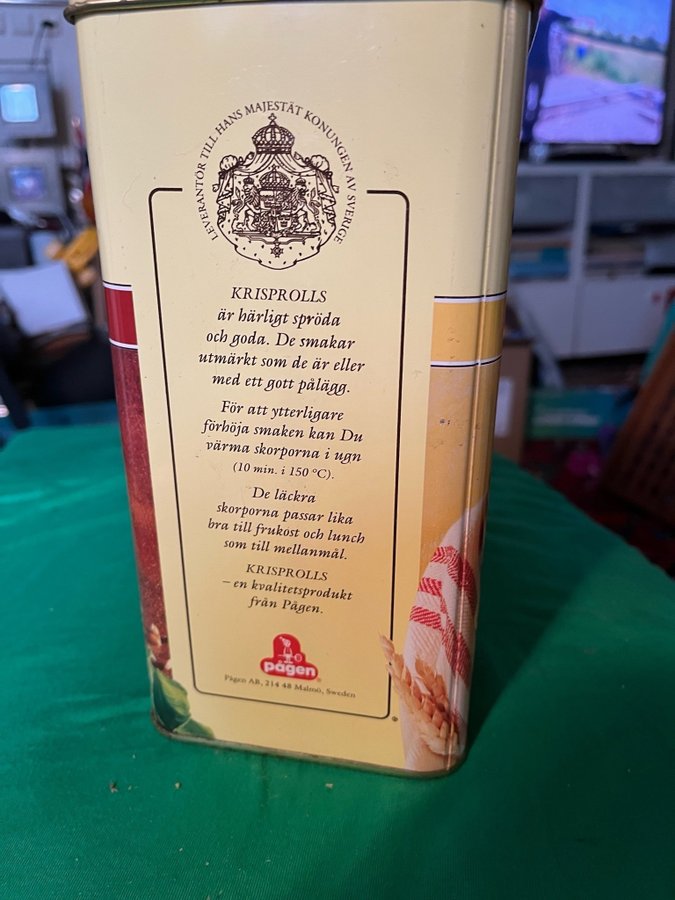 LEVERANTÖR TILL HANS MAJESTÄT KONUNGEN AV SVERIGE
KRISPROLLS
är härligt spröda
och goda. De smakar
utmärkt som de är eller
med ett gott pålägg.
För att ytterligare
förhöja smaken kan Du
värma skorporna i ugn
(10 min. i 150 °C).
De läckra
skorporna passar lika
bra till frukost och lunch
som till mellanmål.
KRISPROLLS
– en kvalitetsprodukt
från Pågen.
pågen
Pågen AB, 214 48 Malmö, Sweden